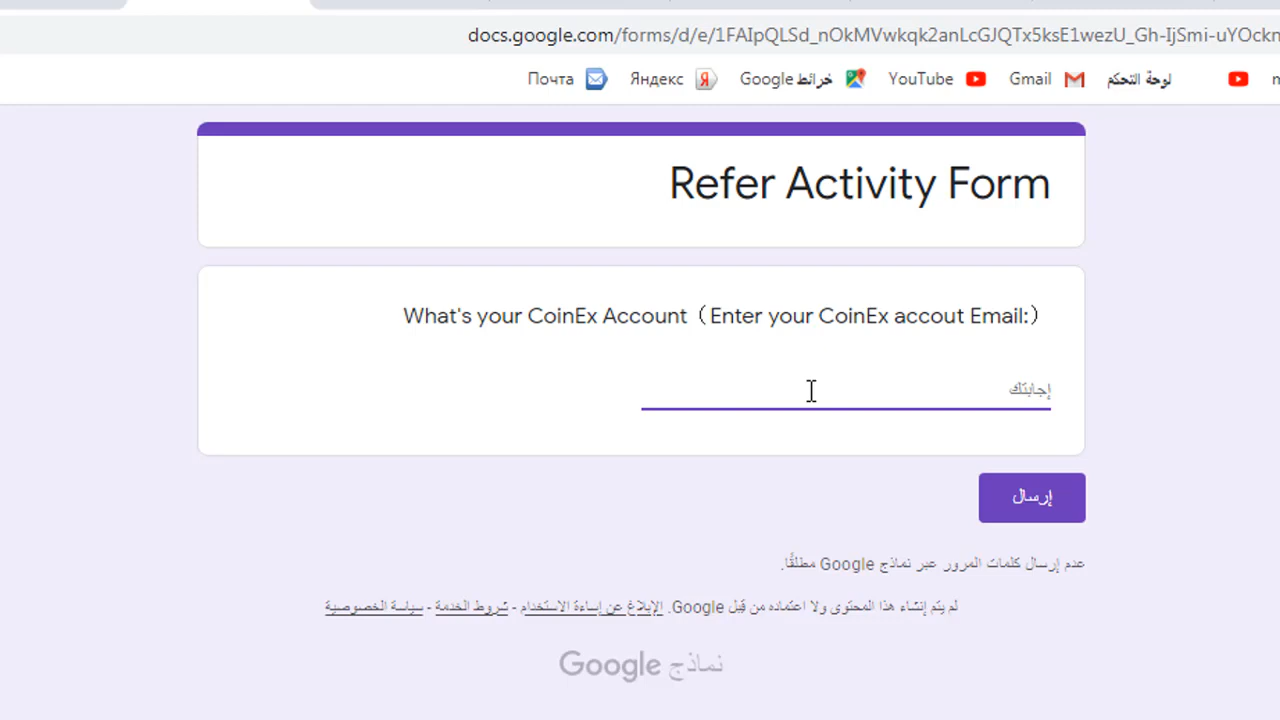 docs.google.com/forms/d/e/1FAIpQLSd_nOkMVwkqk2anLcGJQTx5ksE1wezU_Gh-IjSmi-uYOckn
Почта Яндекс خرائط Google YouTube Gmail لوحة التحكم
Refer Activity Form
What's your CoinEx Account（Enter your CoinEx accout Email:）
إجابتك
إرسال
عدم إرسال كلمات المرور عبر نماذج Google مطلقًا.
لم يتم إنشاء هذا المحتوى ولا اعتماده من قِبل Google. الإبلاغ عن إساءة الاستخدام - شروط الخدمة - سياسة الخصوصية
نماذج Google